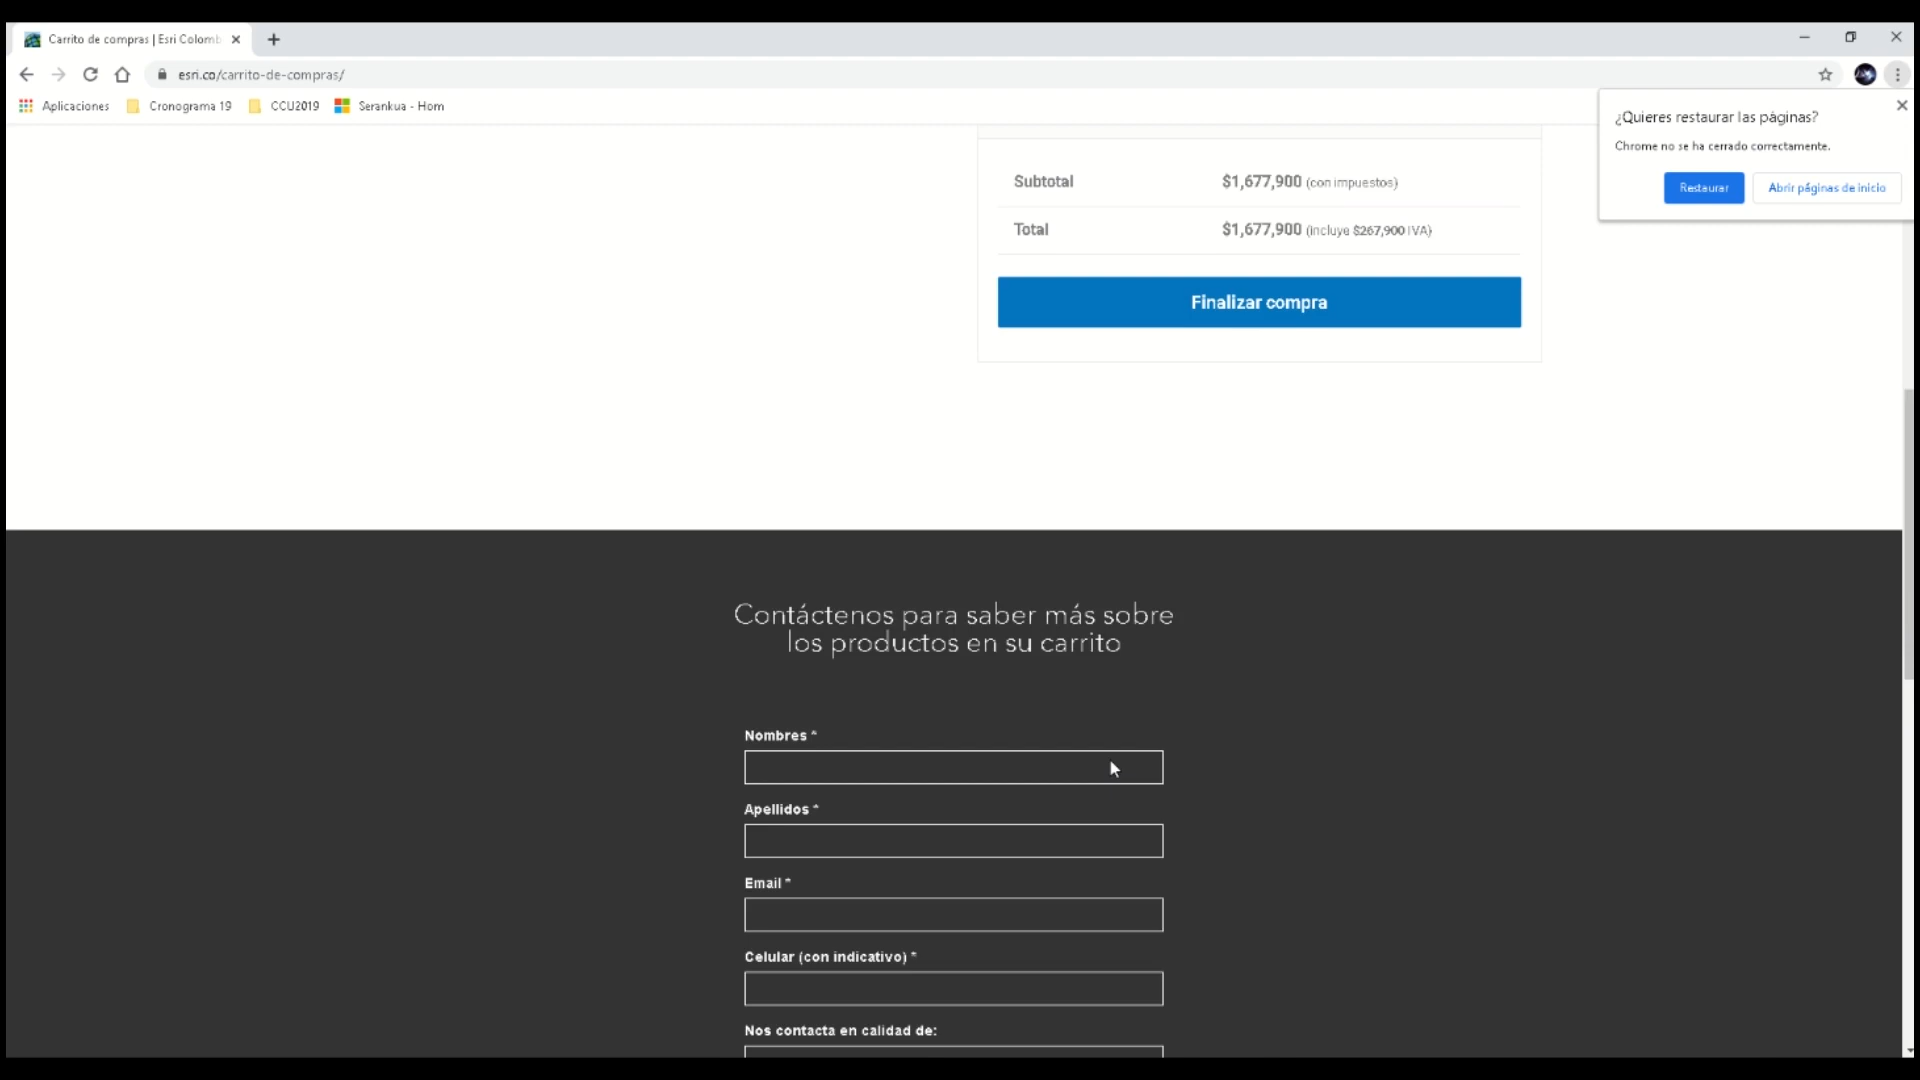 Carrito de compras | Esri Colomb
esri.co/carrito-de-compras/
Aplicaciones
Cronograma 19
CCU2019
Serankua - Hom
¿Quieres restaurar las páginas?
Chrome no se ha cerrado correctamente.
Restaurar
Abrir páginas de inicio
Subtotal $1,677,900 (con impuestos)
Total $1,677,900 (incluye $267,900 IVA)
Finalizar compra
Contáctenos para saber más sobre
los productos en su carrito
Nombres *
Apellidos *
Email *
Celular (con indicativo) *
Nos contacta en calidad de: